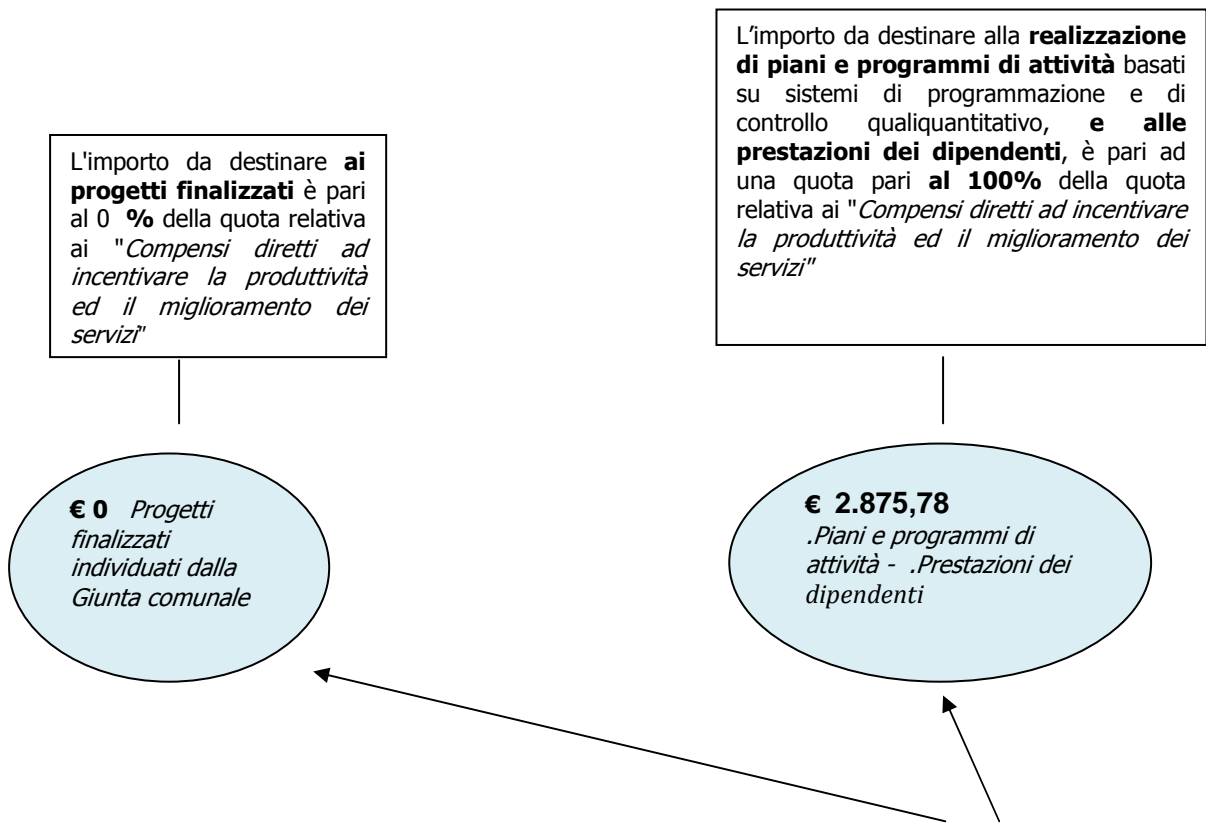 L'importo da destinare ai
progetti finalizzati è pari
al 0 % della quota relativa
ai "Compensi diretti ad
incentivare la produttività
ed il miglioramento dei
servizi"
L'importo da destinare alla realizzazione
di piani e programmi di attività basati
su sistemi di programmazione e di
controllo qualiquantitativo, e alle
prestazioni dei dipendenti, è pari ad
una quota pari al 100% della quota
relativa ai "Compensi diretti ad incentivare
la produttività ed il miglioramento dei
servizi"
€ 0 Progetti
finalizzati
individuati dalla
Giunta comunale
€ 2.875,78
.Piani e programmi di
attività - .Prestazioni dei
dipendenti